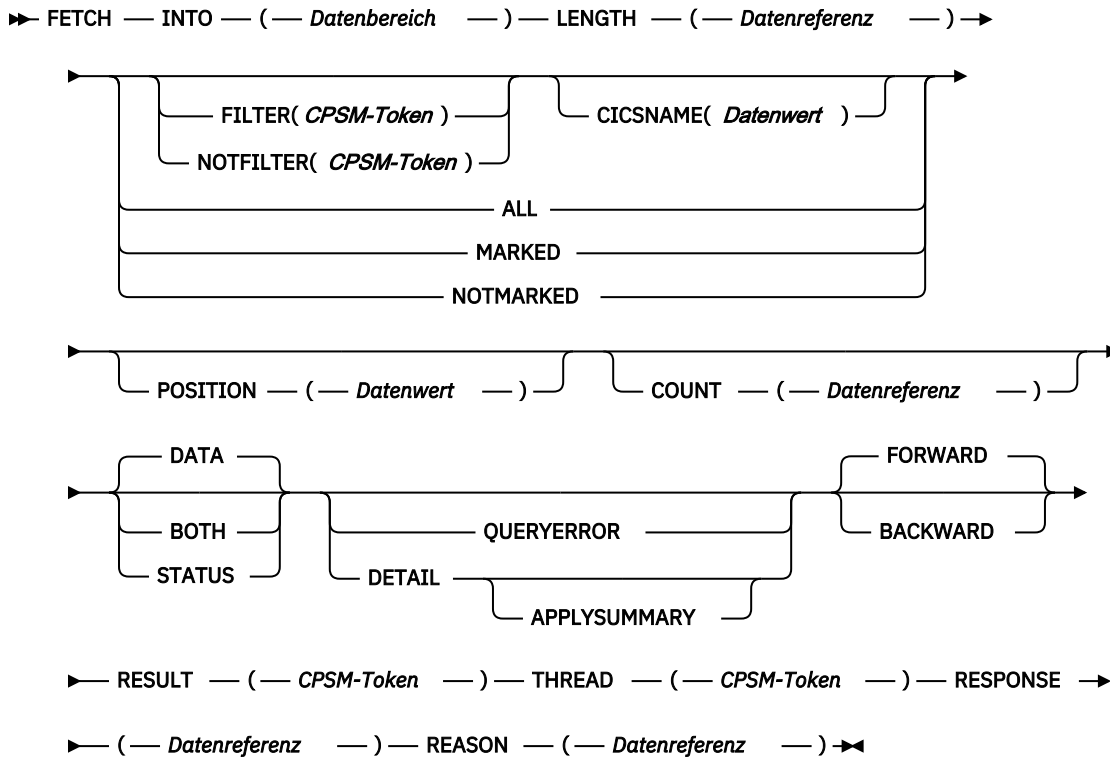 FETCH INTO ( Datenbereich ) LENGTH ( Datenreferenz )
FILTER( CPSM-Token ) CICSNAME( Datenwert )
NOTFILTER( CPSM-Token )
ALL
MARKED
NOTMARKED
POSITION ( Datenwert ) COUNT ( Datenreferenz )
DATA FORWARD
BOTH QUERYERROR BACKWARD
STATUS DETAIL
APPLYSUMMARY
RESULT ( CPSM-Token ) THREAD ( CPSM-Token ) RESPONSE
( Datenreferenz ) REASON ( Datenreferenz )